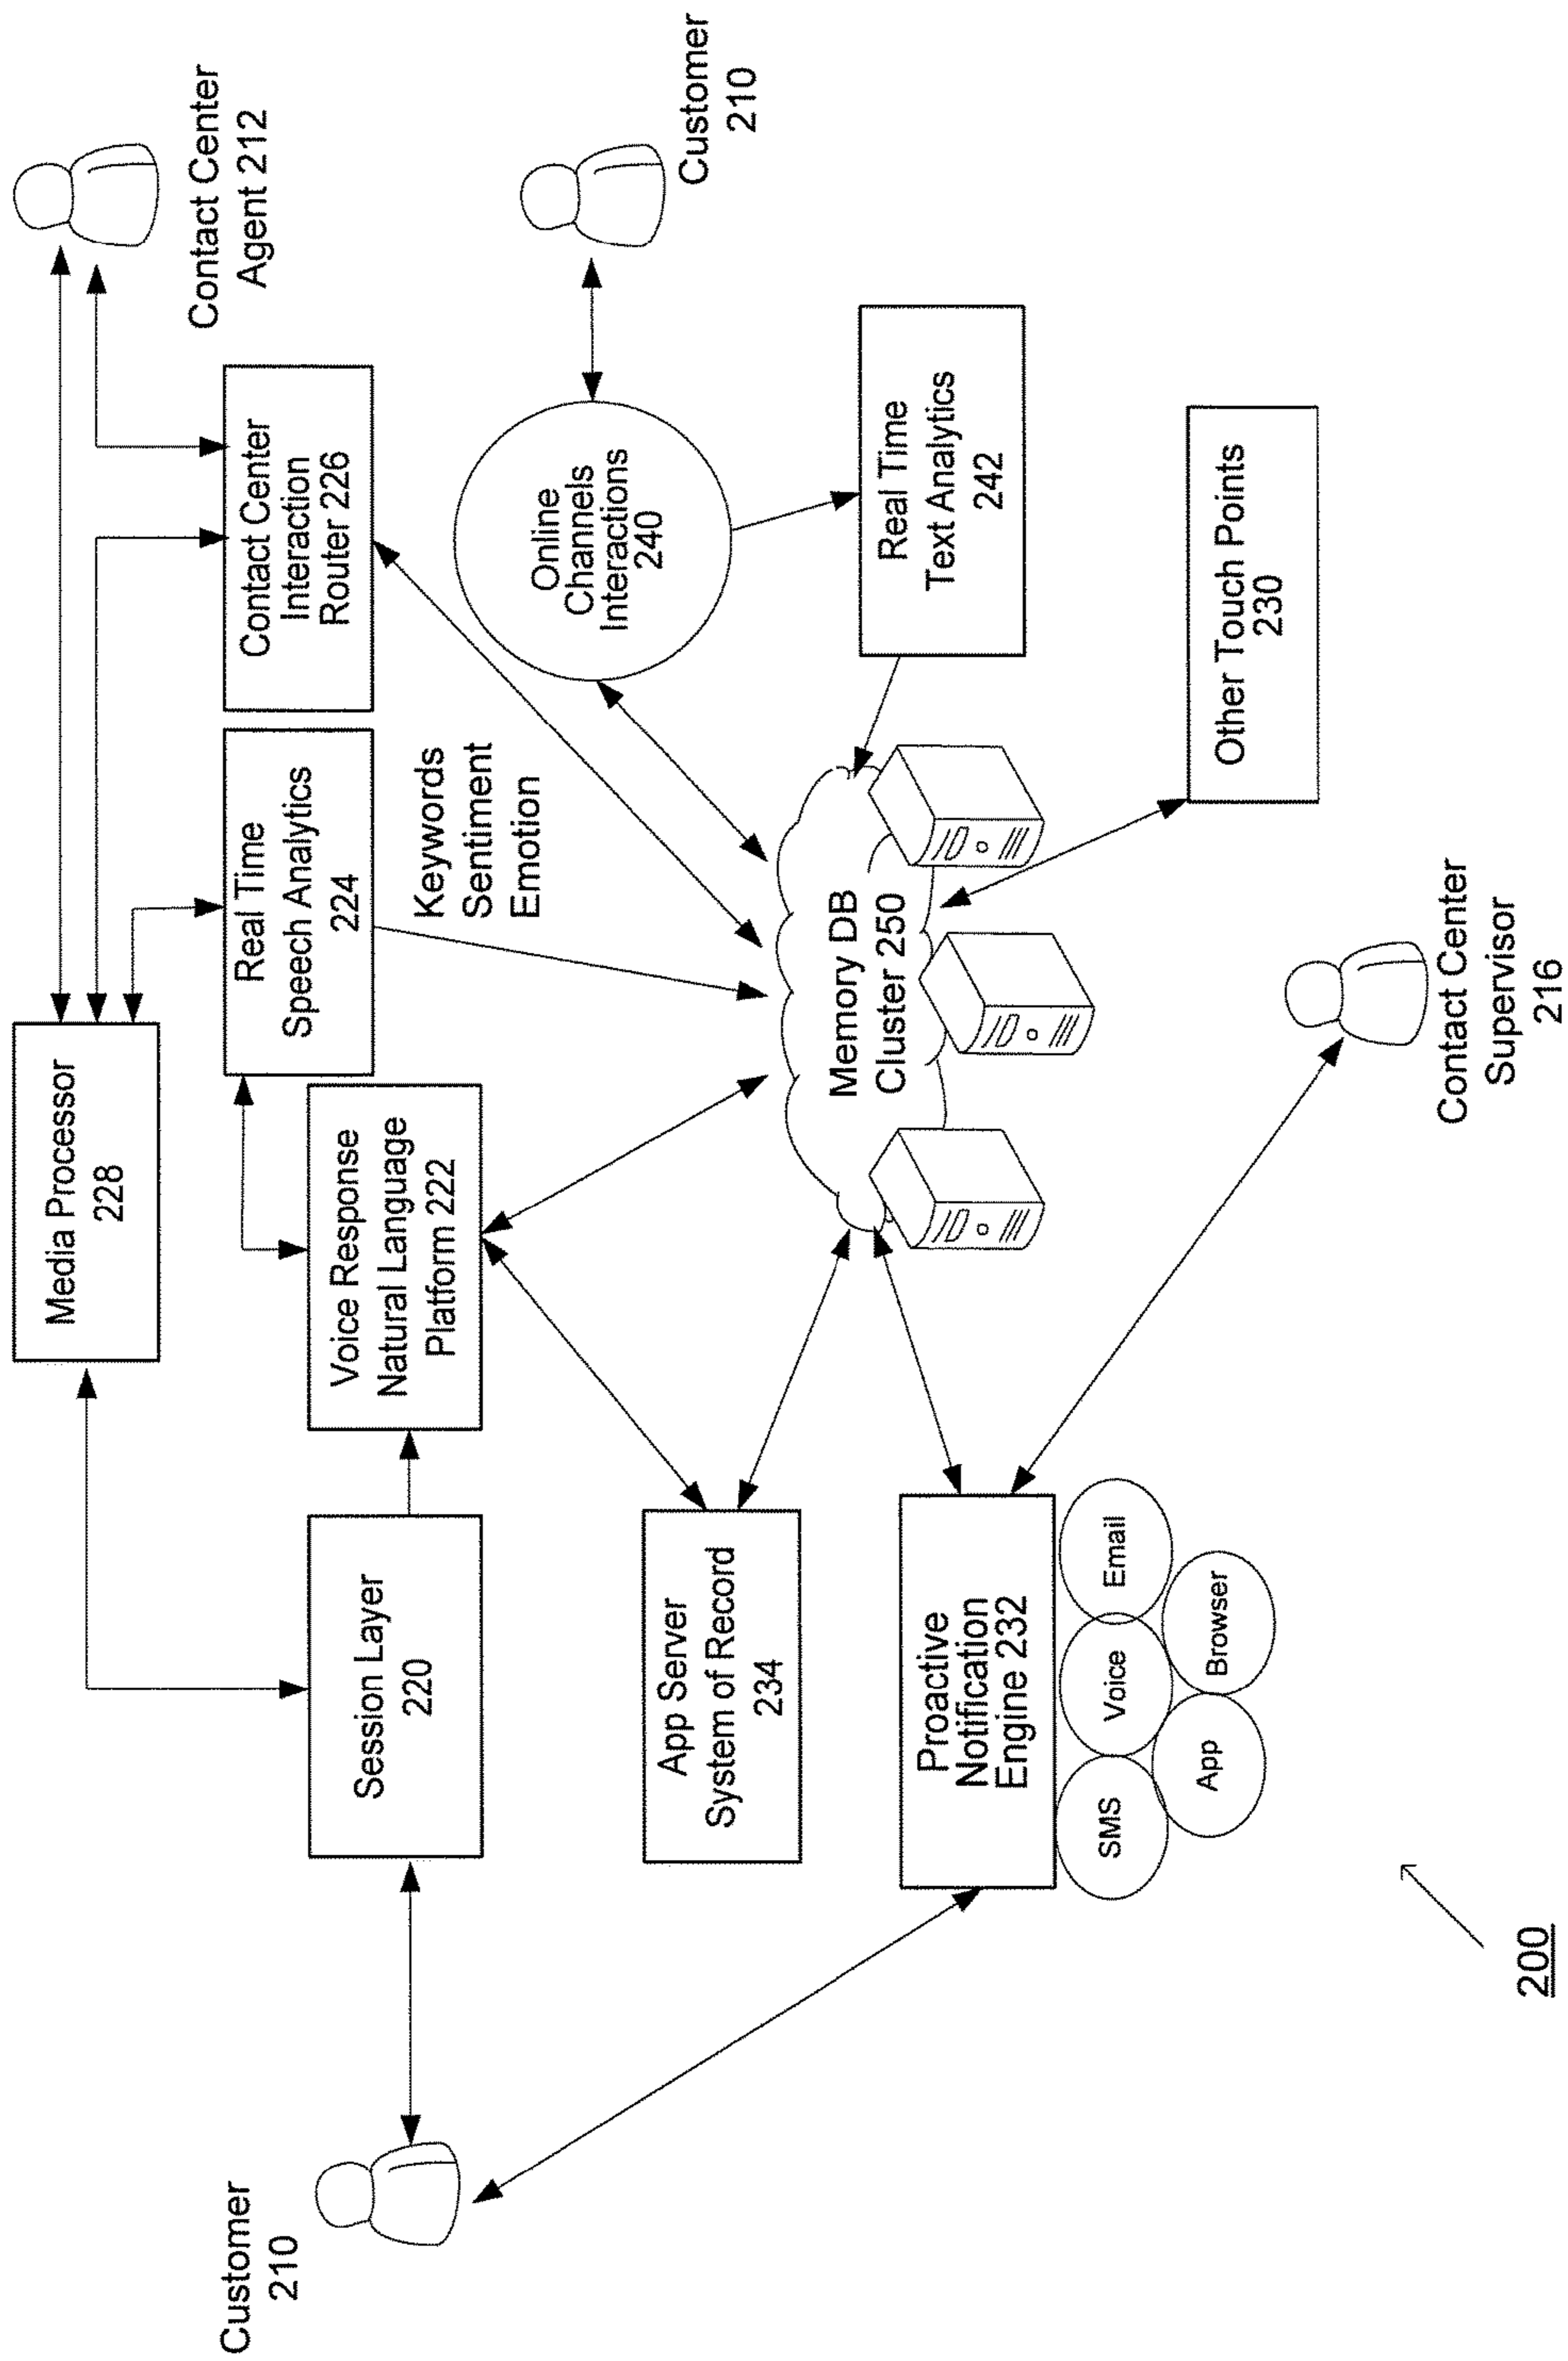 Media Processor
228
Contact Center
Agent 212
Session Layer
220
Voice Response
Natural Language
Platform 222
Real Time
Speech Analytics
224
Contact Center
Interaction
Router 226
Customer
210
Keywords
Sentiment
Emotion
Online
Channels
Interactions
240
Customer
210
App Server
System of Record
234
Memory DB
Cluster 250
Real Time
Text Analytics
242
Proactive
Notification
Engine 232
SMS
Voice
Email
App
Browser
Other Touch Points
230
Contact Center
Supervisor
216
200